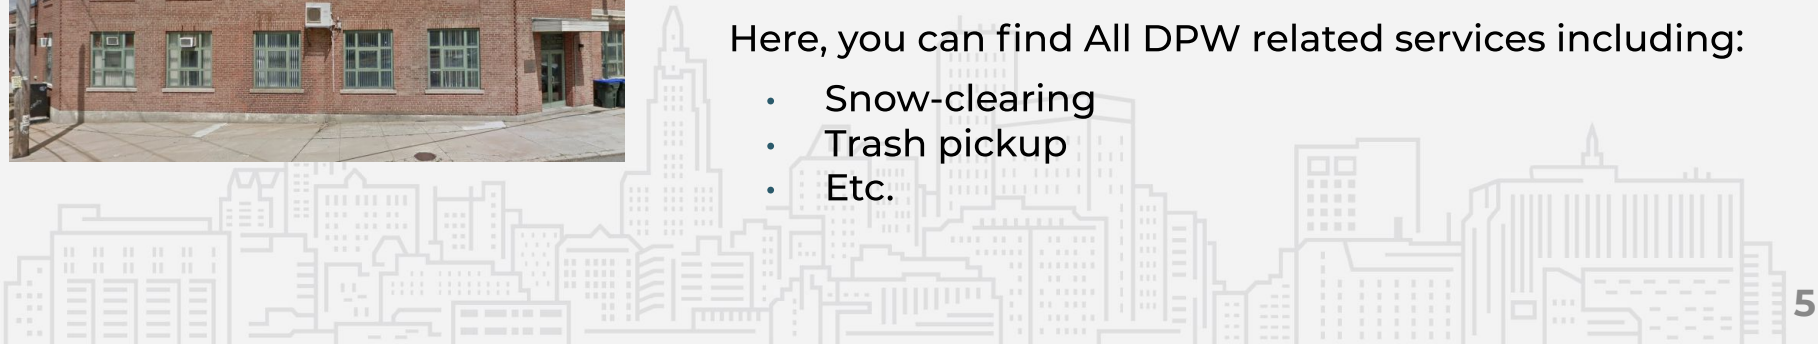 Here, you can find All DPW related services including:
• Snow-clearing
• Trash pickup
• Etc.
5